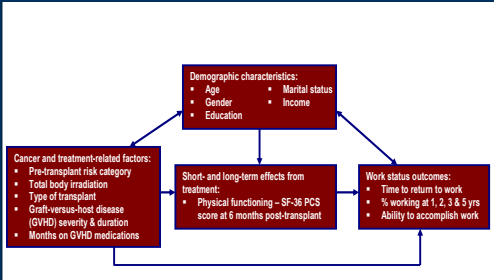 Demographic characteristics:
▪ Age ▪ Marital status
▪ Gender ▪ Income
▪ Education
Cancer and treatment-related factors:
▪ Pre-transplant risk category
▪ Total body irradiation
▪ Type of transplant
▪ Graft-versus-host disease
(GVHD) severity & duration
▪ Months on GVHD medications
Short- and long-term effects from
treatment:
▪ Physical functioning – SF-36 PCS
score at 6 months post-transplant
Work status outcomes:
▪ Time to return to work
▪ % working at 1, 2, 3 & 5 yrs
▪ Ability to accomplish work